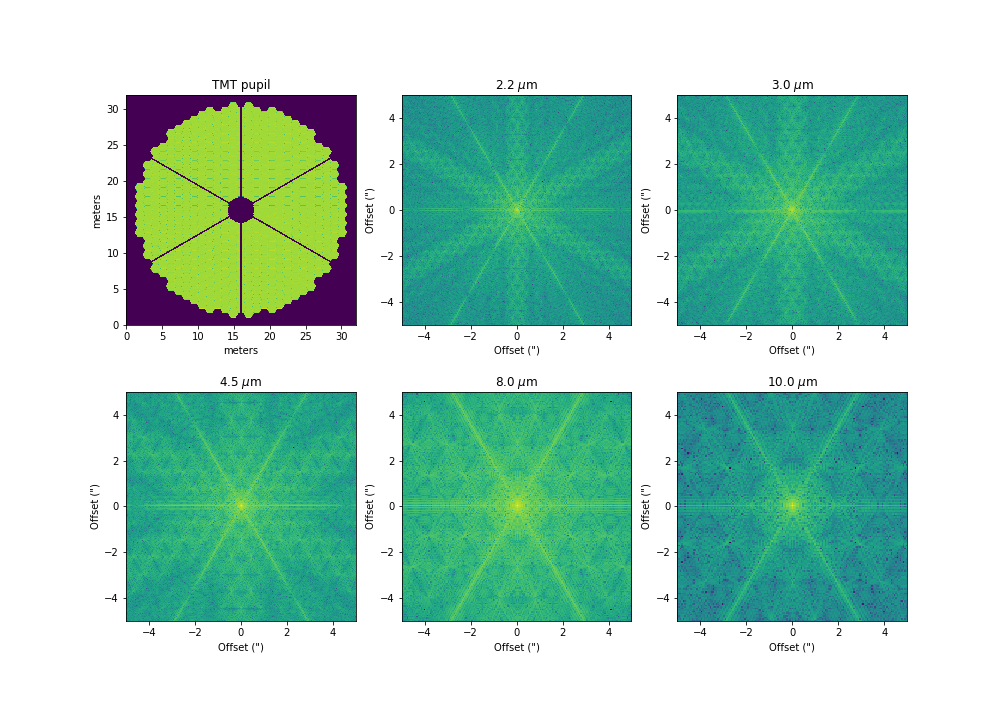 TMT pupil
2.2 μm
3.0 μm
30
25
20
15
10
5
0
meters
0 5 10 15 20 25 30
meters
4
2
0
−2
−4
Offset (")
−4 −2 0 2 4
Offset (")
4
2
0
−2
−4
Offset (")
−4 −2 0 2 4
Offset (")
4.5 μm
8.0 μm
10.0 μm
4
2
0
−2
−4
Offset (")
−4 −2 0 2 4
Offset (")
4
2
0
−2
−4
Offset (")
−4 −2 0 2 4
Offset (")
4
2
0
−2
−4
Offset (")
−4 −2 0 2 4
Offset (")